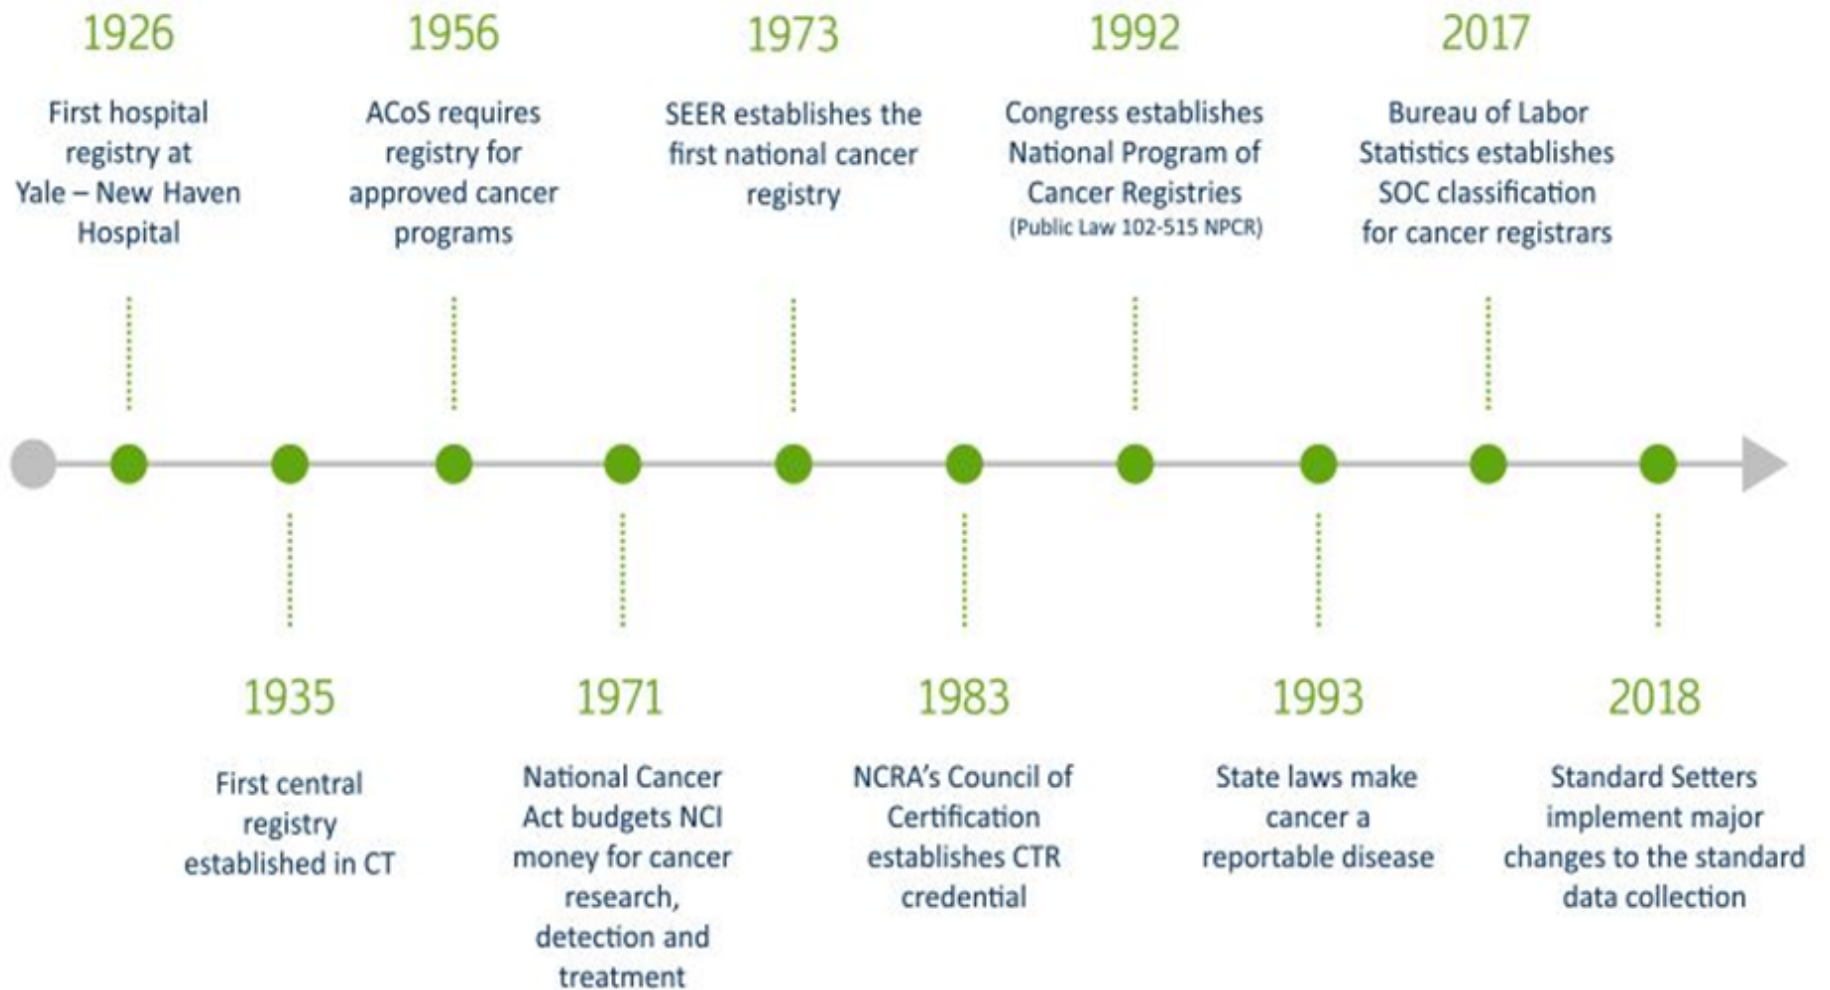 1926
First hospital
registry at
Yale – New Haven
Hospital
1956
ACoS requires
registry for
approved cancer
programs
1973
SEER establishes the
first national cancer
registry
1992
Congress establishes
National Program of
Cancer Registries
(Public Law 102-515 NPCR)
2017
Bureau of Labor
Statistics establishes
SOC classification
for cancer registrars
1935
First central
registry
established in CT
1971
National Cancer
Act budgets NCI
money for cancer
research,
detection and
treatment
1983
NCRA’s Council of
Certification
establishes CTR
credential
1993
State laws make
cancer a
reportable disease
2018
Standard Setters
implement major
changes to the standard
data collection